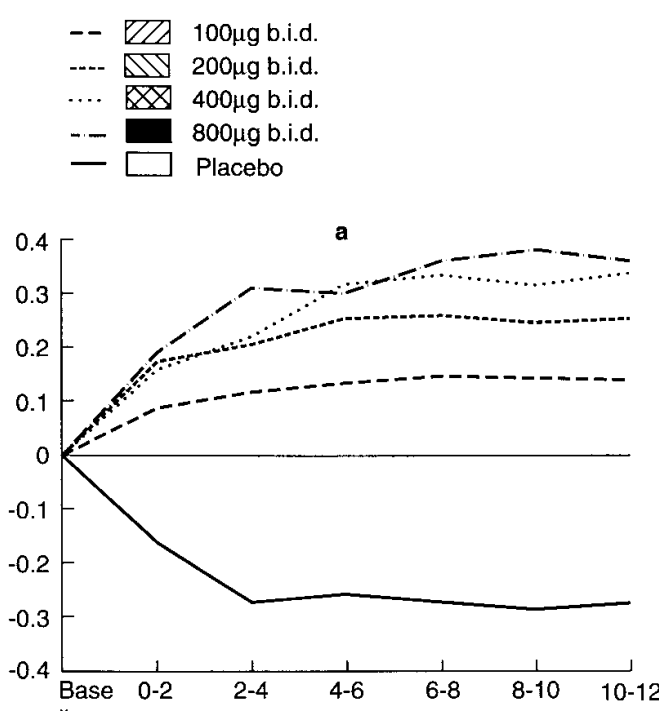 100µg b.i.d.
200µg b.i.d.
400µg b.i.d.
800µg b.i.d.
Placebo
a
0.4
0.3
0.2
0.1
0
-0.1
-0.2
-0.3
-0.4
Base 0-2 2-4 4-6 6-8 8-10 10-12